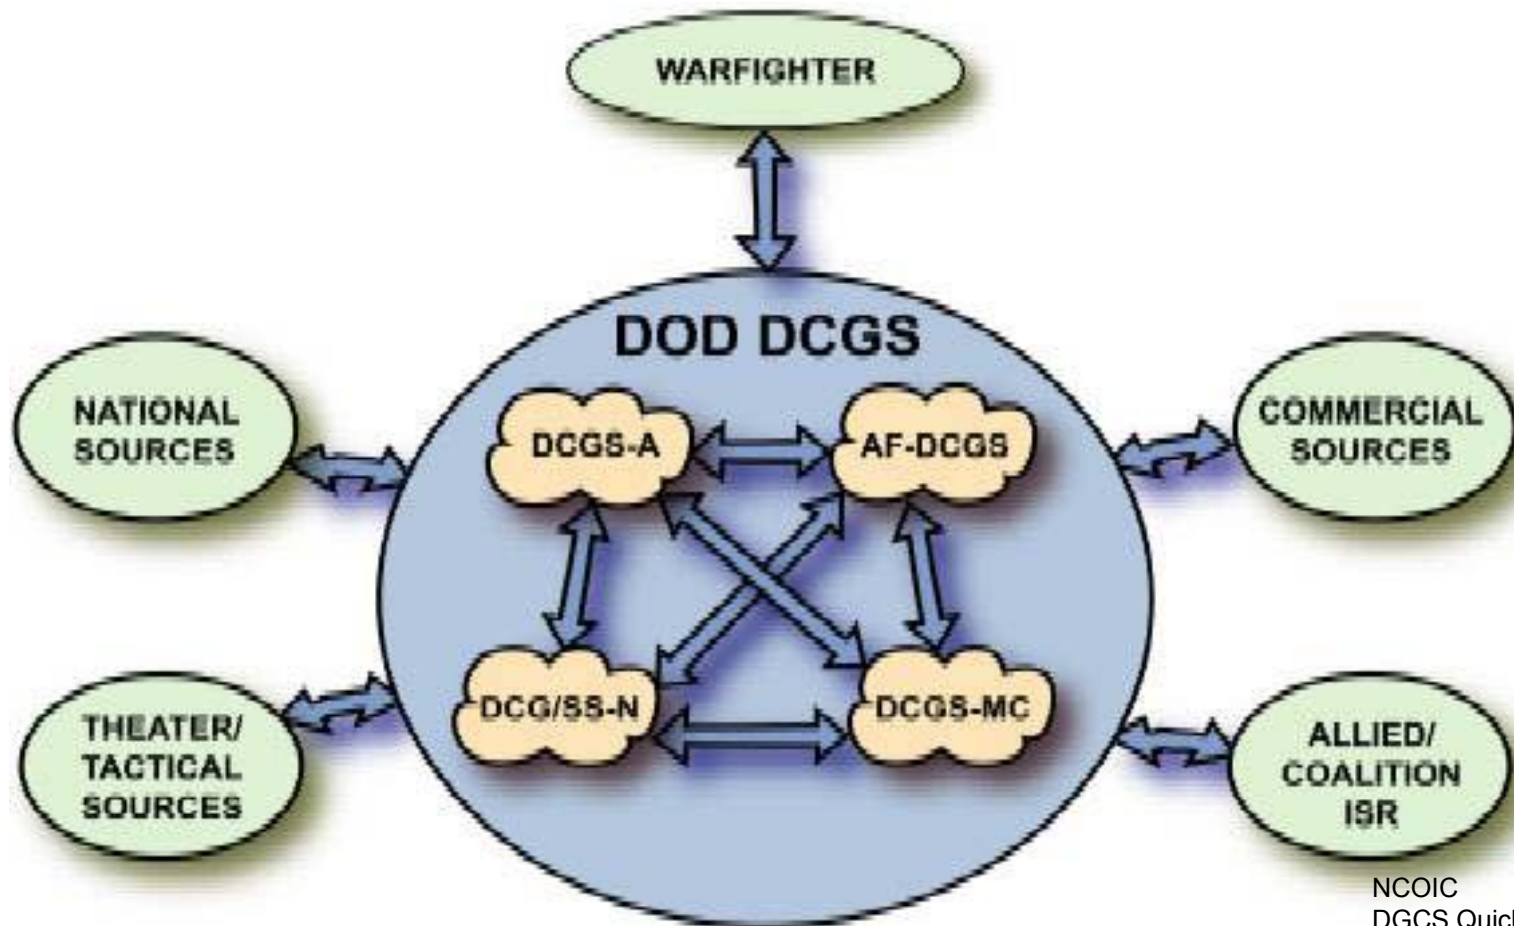 WARFIGHTER
DOD DCGS
NATIONAL
SOURCES
COMMERCIAL
SOURCES
DCGS-A
AF-DCGS
DCG/SS-N
DCGS-MC
THEATER/
TACTICAL
SOURCES
ALLIED/
COALITION
ISR
NCOIC
DGCS